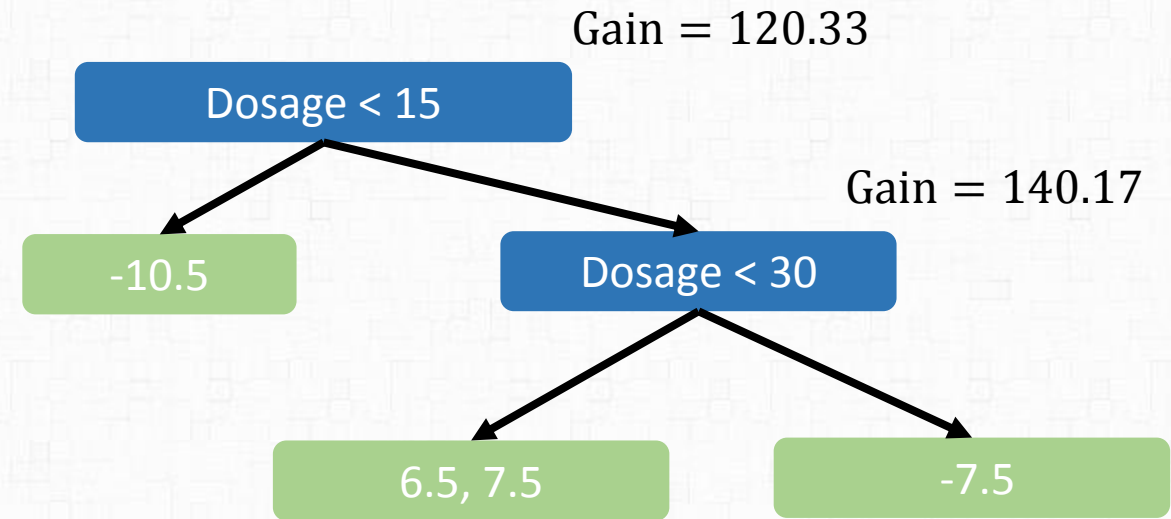 Gain = 120.33
Dosage < 15
Gain = 140.17
-10.5
Dosage < 30
6.5, 7.5
-7.5